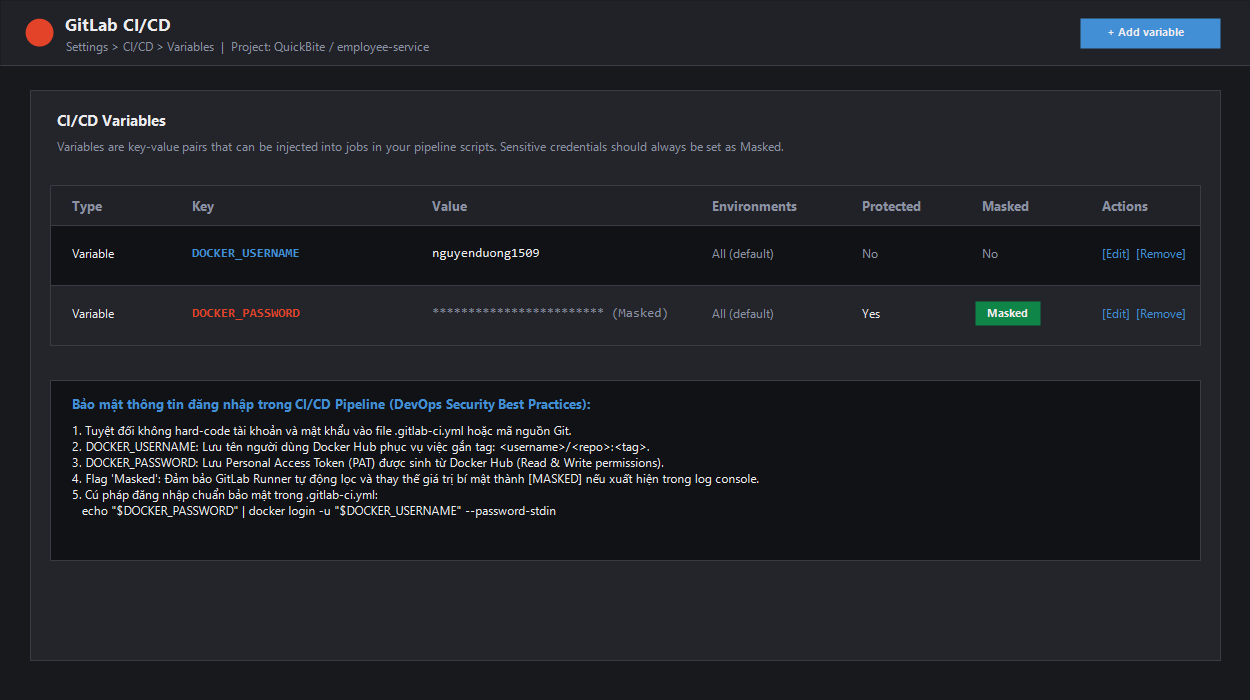 GitLab CI/CD
Settings > CI/CD > Variables | Project: QuickBite / employee-service
+ Add variable
CI/CD Variables
Variables are key-value pairs that can be injected into jobs in your pipeline scripts. Sensitive credentials should always be set as Masked.
Type Key Value Environments Protected Masked Actions
Variable DOCKER_USERNAME nguyenduong1509 All (default) No No [Edit] [Remove]
Variable DOCKER_PASSWORD ************************ (Masked) All (default) Yes Masked [Edit] [Remove]
Bảo mật thông tin đăng nhập trong CI/CD Pipeline (DevOps Security Best Practices):
1. Tuyệt đối không hard-code tài khoản và mật khẩu vào file .gitlab-ci.yml hoặc mã nguồn Git.
2. DOCKER_USERNAME: Lưu tên người dùng Docker Hub phục vụ việc gắn tag: <username>/<repo>:<tag>.
3. DOCKER_PASSWORD: Lưu Personal Access Token (PAT) được sinh từ Docker Hub (Read & Write permissions).
4. Flag 'Masked': Đảm bảo GitLab Runner tự động lọc và thay thế giá trị bí mật thành [MASKED] nếu xuất hiện trong log console.
5. Cú pháp đăng nhập chuẩn bảo mật trong .gitlab-ci.yml:
echo "$DOCKER_PASSWORD" | docker login -u "$DOCKER_USERNAME" --password-stdin